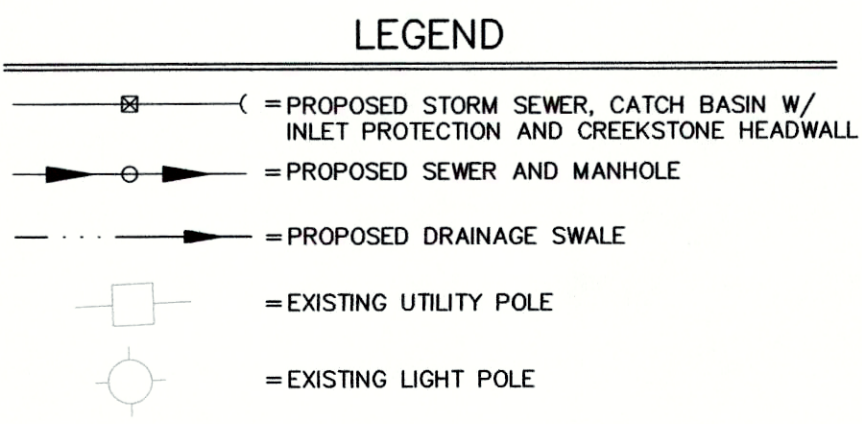 LEGEND
=PROPOSED STORM SEWER, CATCH BASIN W/
INLET PROTECTION AND CREEKSTONE HEADWALL
=PROPOSED SEWER AND MANHOLE
=PROPOSED DRAINAGE SWALE
=EXISTING UTILITY POLE
=EXISTING LIGHT POLE